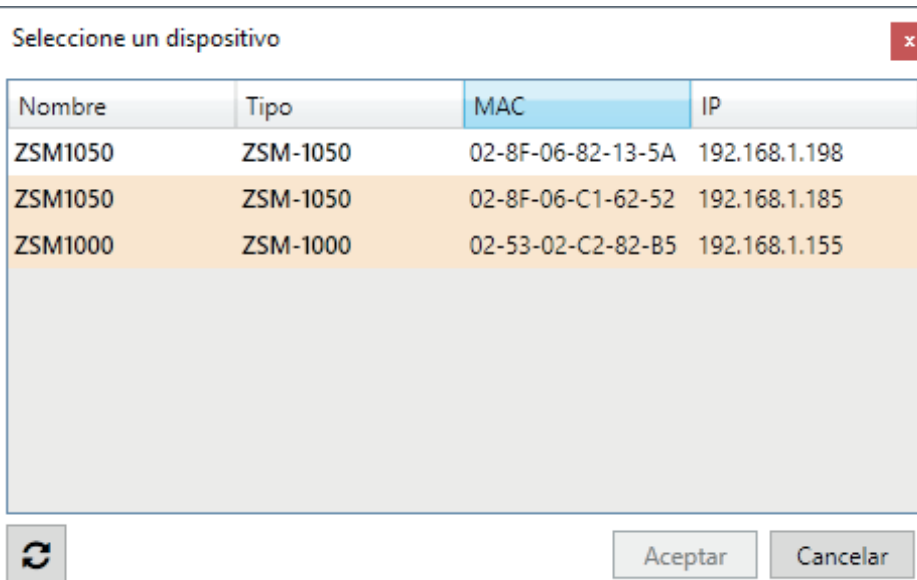 Seleccione un dispositivo x
Nombre Tipo MAC IP
ZSM1050 ZSM-1050 02-8F-06-82-13-5A 192.168.1.198
ZSM1050 ZSM-1050 02-8F-06-C1-62-52 192.168.1.185
ZSM1000 ZSM-1000 02-53-02-C2-82-B5 192.168.1.155
Aceptar Cancelar